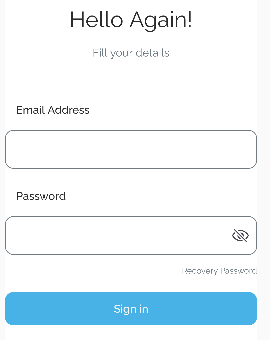 Hello Again!
Fill your details
Email Address
Password
Recovery Password
Sign in